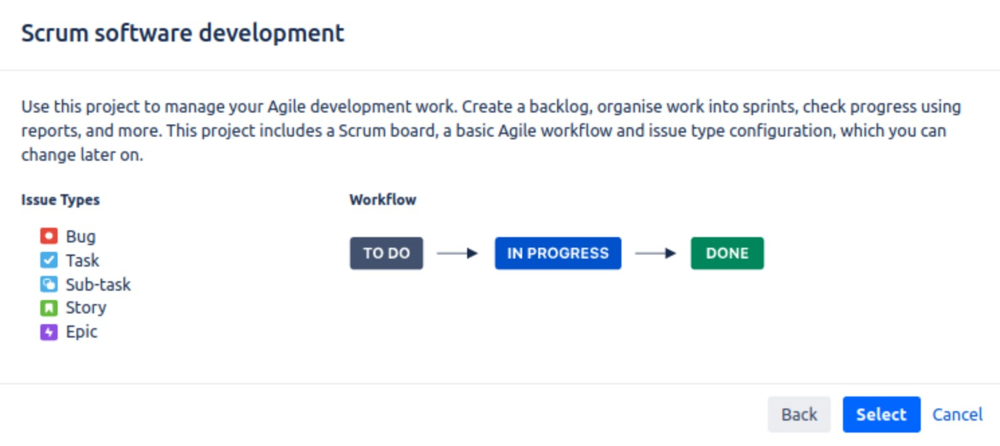 Scrum software development
Use this project to manage your Agile development work. Create a backlog, organise work into sprints, check progress using
reports, and more. This project includes a Scrum board, a basic Agile workflow and issue type configuration, which you can
change later on.
Issue Types
Bug
Task
Sub-task
Story
Epic
Workflow
TO DO IN PROGRESS DONE
Back Select Cancel